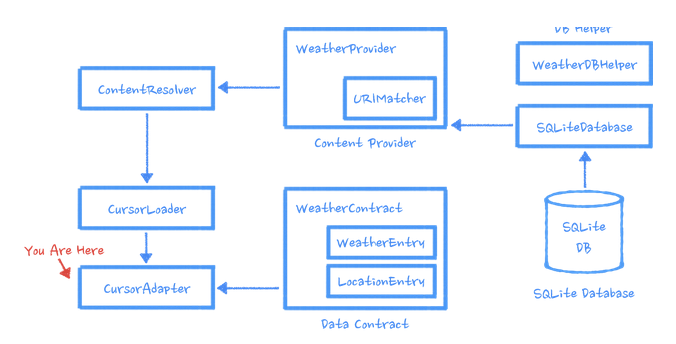 DB Helper
WeatherProvider
WeatherDBHelper
ContentResolver
URIMatcher
SQLiteDatabase
Content Provider
CursorLoader
WeatherContract
SQLite
DB
WeatherEntry
You Are Here
LocationEntry
CursorAdapter
SQLite Database
Data Contract